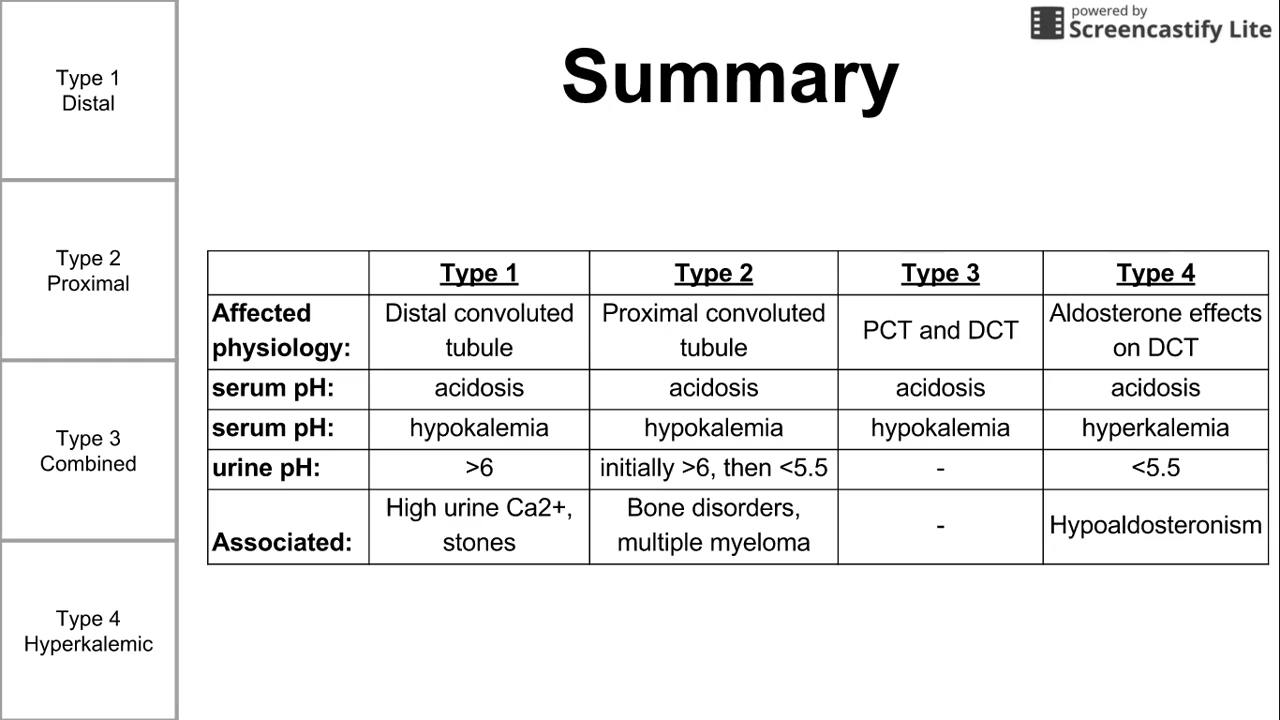 powered by
Screencastify Lite
Summary
Type 1
Distal
Type 2
Proximal
Type 3
Combined
Type 4
Hyperkalemic
Type 1 Type 2 Type 3 Type 4
Affected physiology: Distal convoluted tubule Proximal convoluted tubule PCT and DCT Aldosterone effects on DCT
serum pH: acidosis acidosis acidosis acidosis
serum pH: hypokalemia hypokalemia hypokalemia hyperkalemia
urine pH: >6 initially >6, then <5.5 - <5.5
Associated: High urine Ca2+, stones Bone disorders, multiple myeloma - Hypoaldosteronism